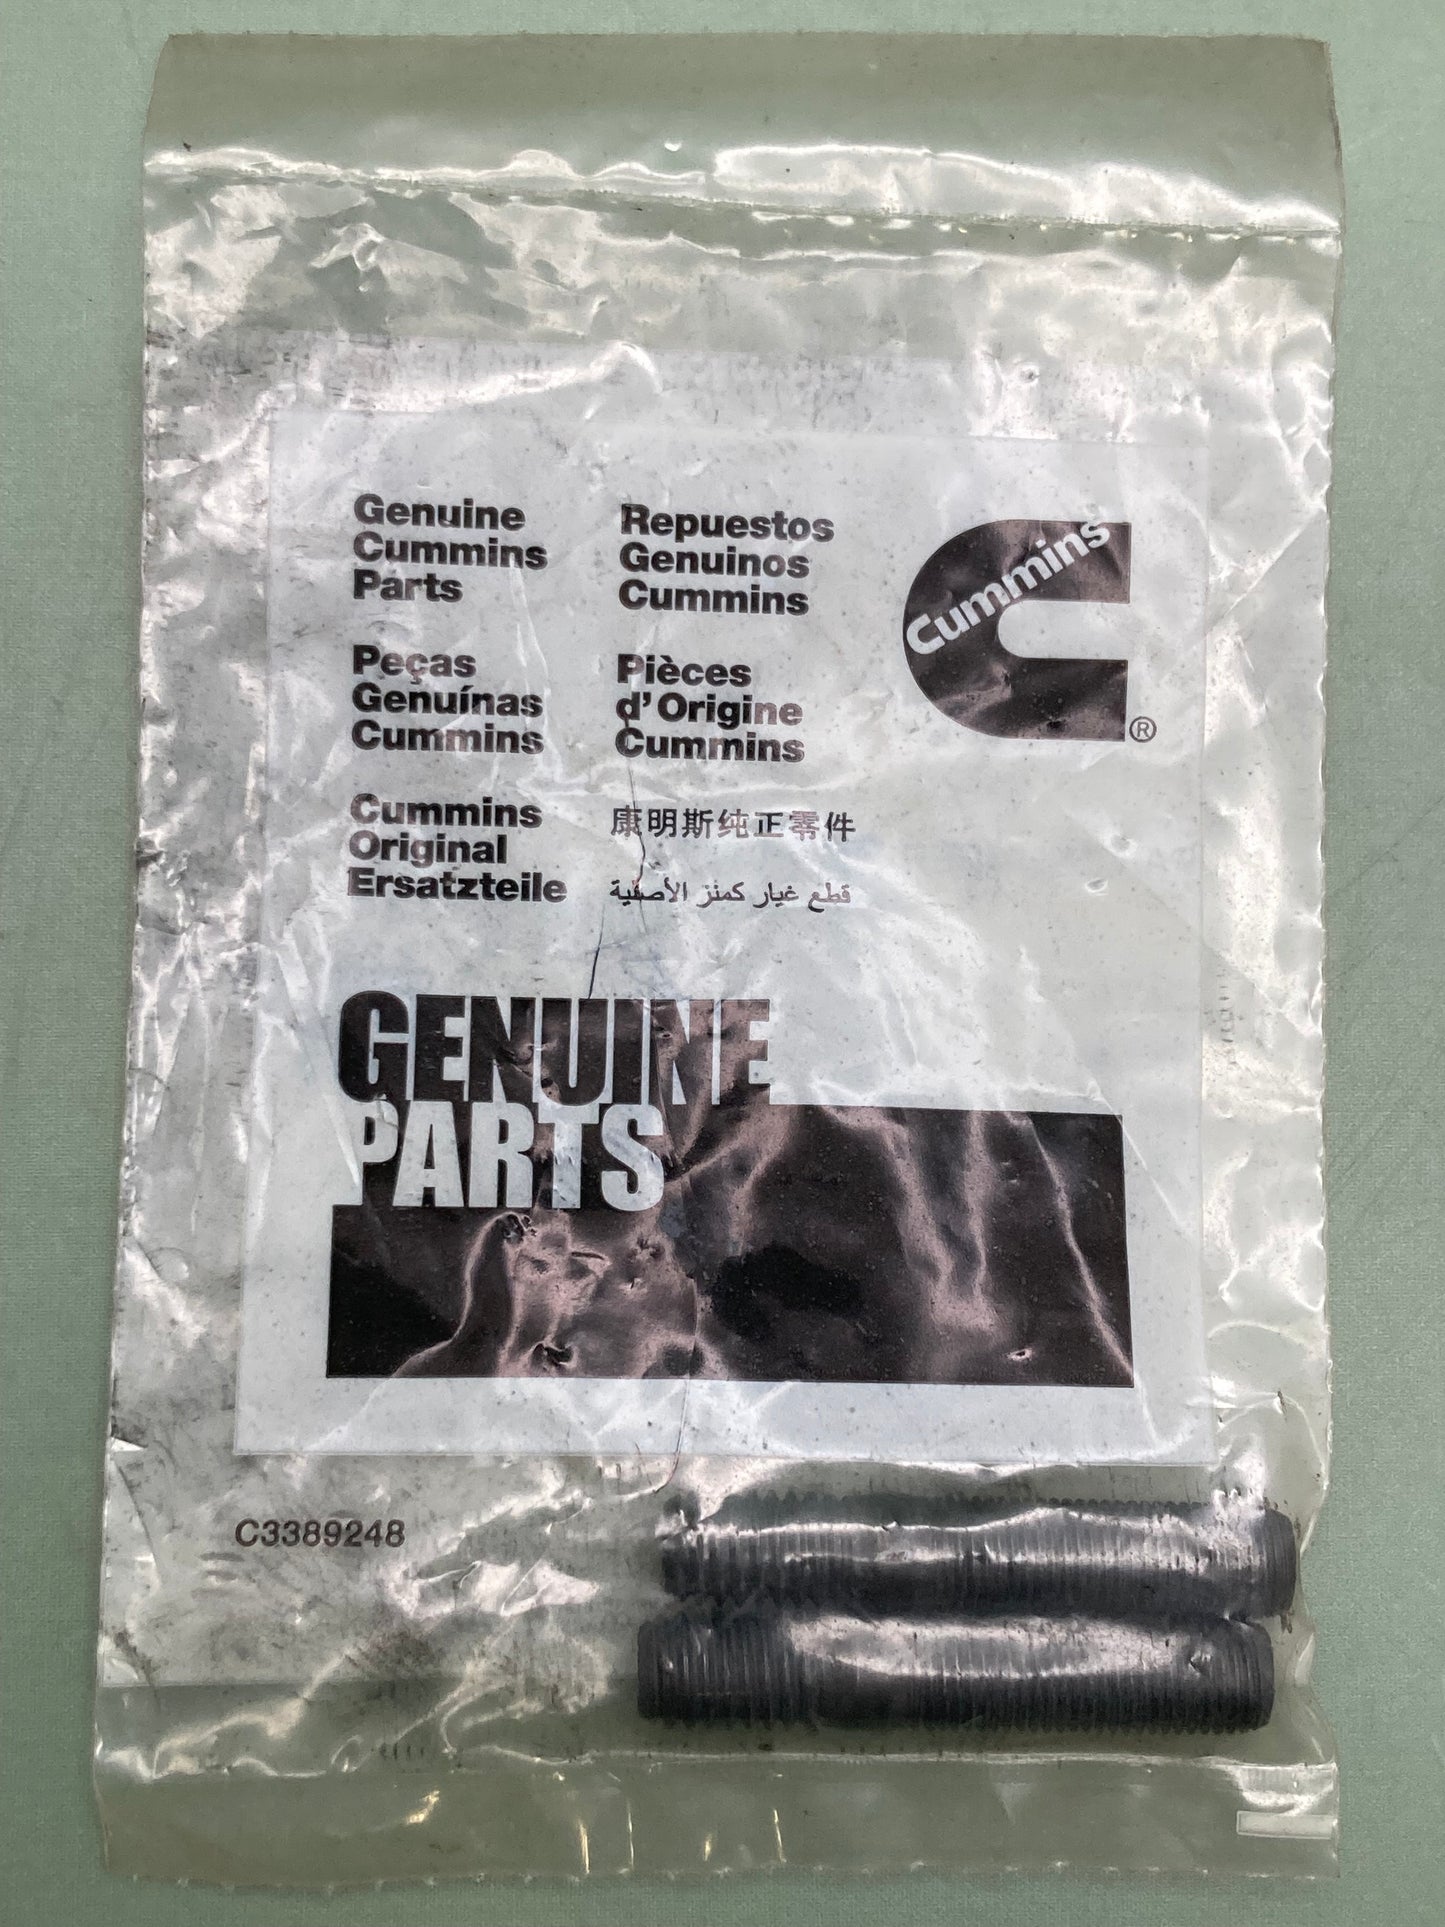 Genuine
Cummins
Parts
Repuestos
Genuinos
Cummins
Cummins
®
Peças
Genuínas
Cummins
Pièces
d'Origine
Cummins
Cummins
Original
Ersatzteile
康明斯纯正零件
قطع غيار كمنز الأصلية
GENUINE
PARTS
C3389248